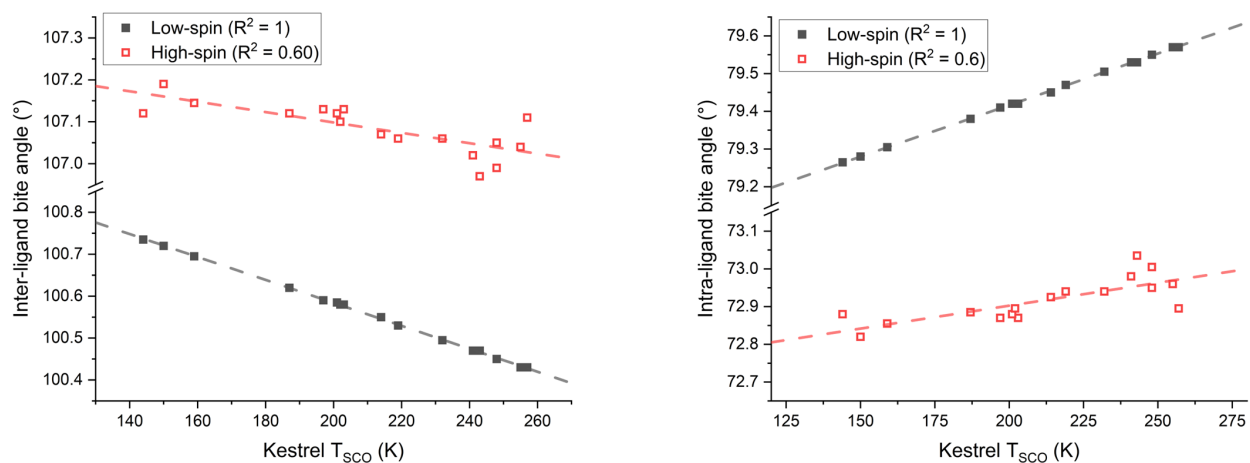 Low-spin (R² = 1)
High-spin (R² = 0.60)
Inter-ligand bite angle (°)
107.3
107.2
107.1
107.0
100.8
100.7
100.6
100.5
100.4
140 160 180 200 220 240 260
Kestrel T_SCO (K)
Low-spin (R² = 1)
High-spin (R² = 0.6)
Intra-ligand bite angle (°)
79.6
79.5
79.4
79.3
79.2
73.1
73.0
72.9
72.8
72.7
125 150 175 200 225 250 275
Kestrel T_SCO (K)